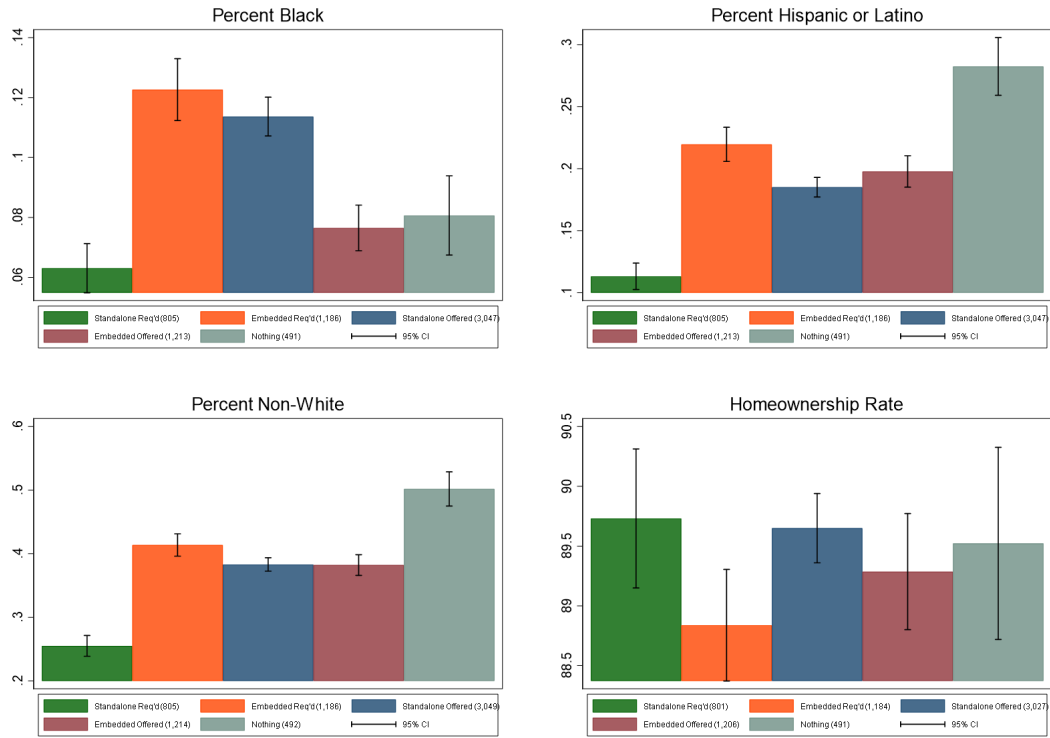 Percent Black
.14
.12
.1
.08
.06
Standalone Req'd(805) Embedded Req'd (1,186) Standalone Offered (3,047)
Embedded Offered (1,213) Nothing (491) 95% CI
Percent Hispanic or Latino
.3
.25
.2
.15
.1
Standalone Req'd(805) Embedded Req'd (1,186) Standalone Offered (3,047)
Embedded Offered (1,213) Nothing (491) 95% CI
Percent Non-White
.6
.5
.4
.3
.2
Standalone Req'd(805) Embedded Req'd (1,186) Standalone Offered (3,049)
Embedded Offered (1,214) Nothing (492) 95% CI
Homeownership Rate
90.5
90
89.5
89
88.5
Standalone Req'd (801) Embedded Req'd (1,184) Standalone Offered (3,027)
Embedded Offered (1,206) Nothing (491) 95% CI